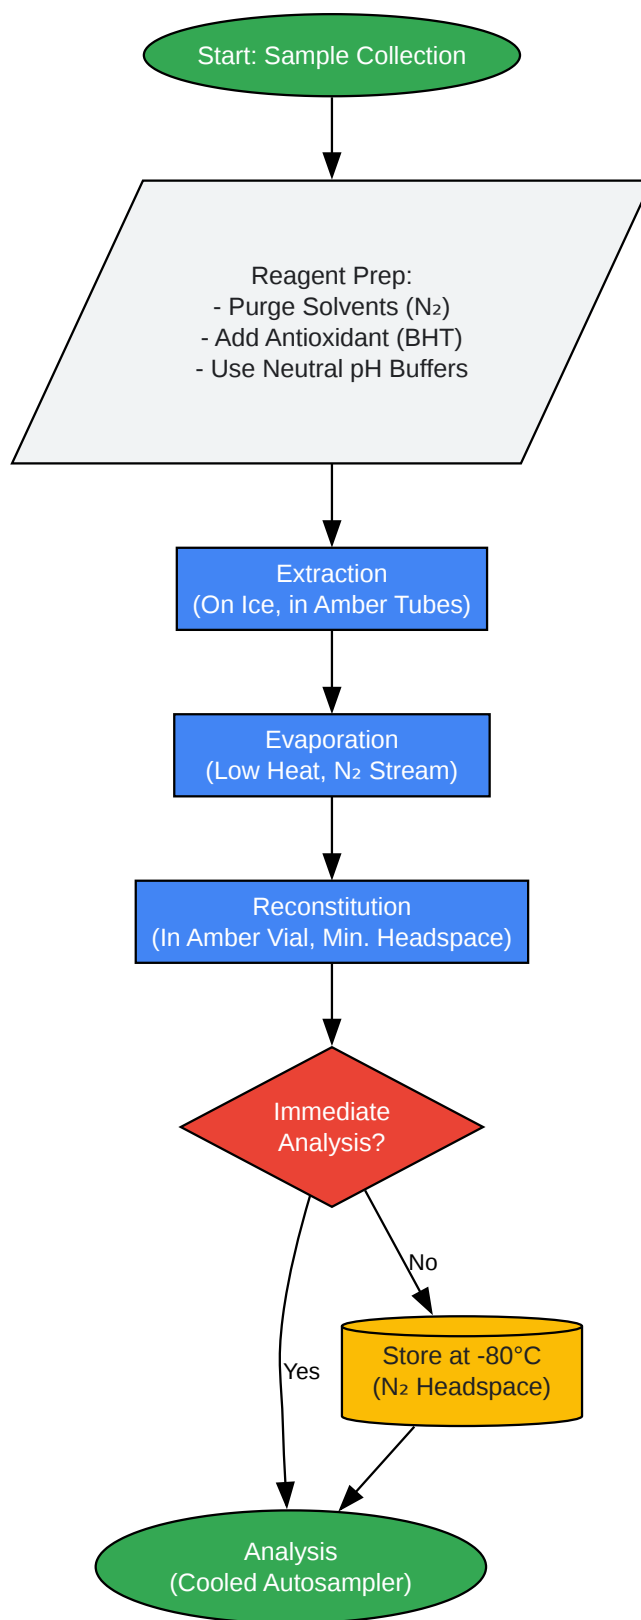 Start: Sample Collection
Reagent Prep:
- Purge Solvents (N₂)
- Add Antioxidant (BHT)
- Use Neutral pH Buffers
Extraction
(On Ice, in Amber Tubes)
Evaporation
(Low Heat, N₂ Stream)
Reconstitution
(In Amber Vial, Min. Headspace)
Immediate
Analysis?
No
Store at -80°C
(N₂ Headspace)
Yes
Analysis
(Cooled Autosampler)